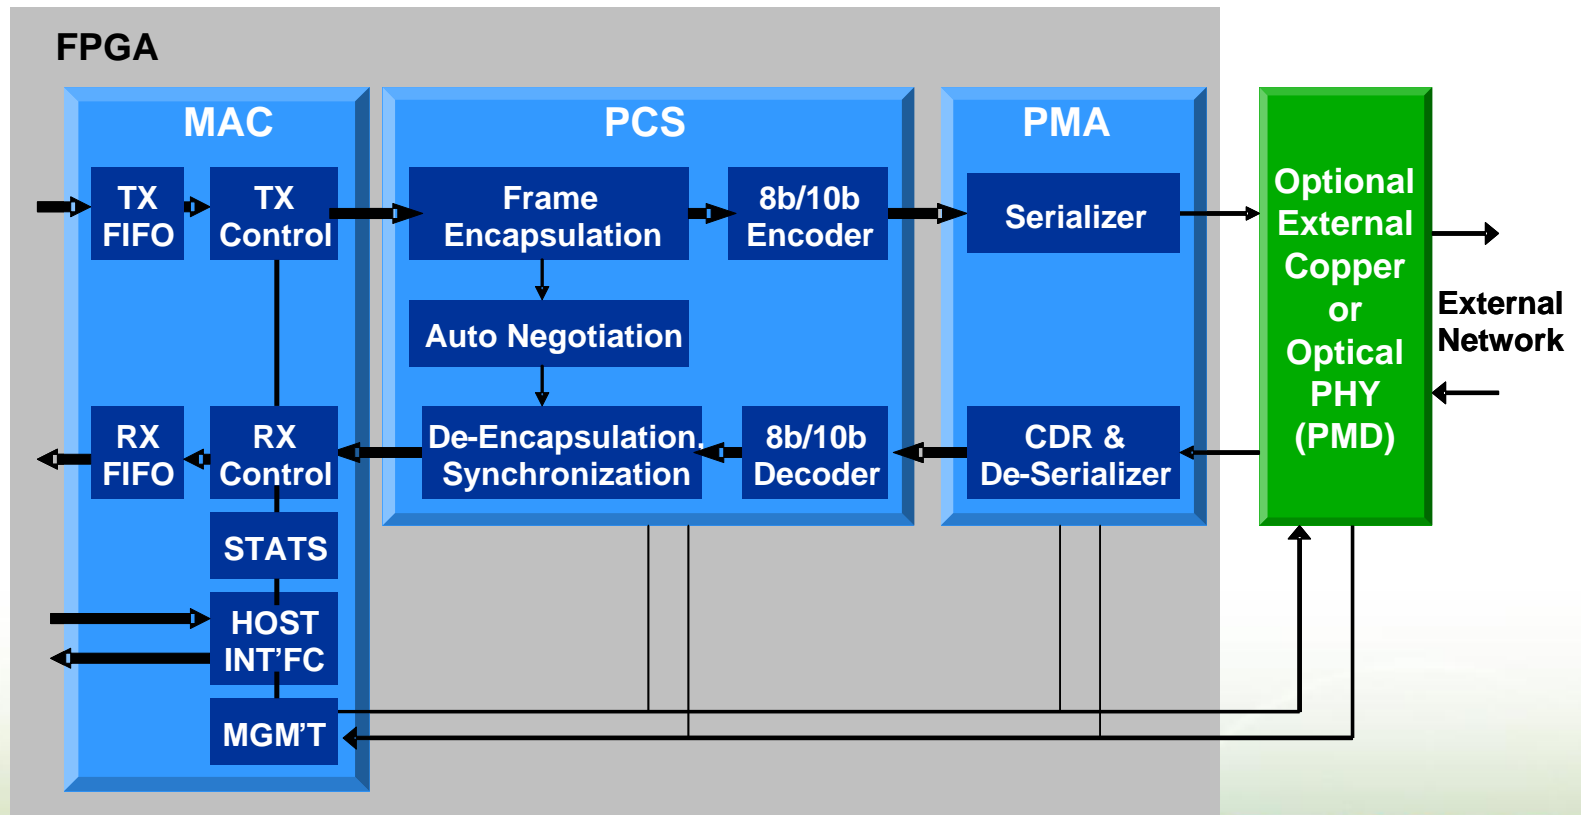 FPGA
MAC
PCS
PMA
TX
FIFO
TX
Control
Frame
Encapsulation
8b/10b
Encoder
Serializer
Optional
External
Copper
or
Optical
PHY
(PMD)
External
Network
Auto Negotiation
RX
FIFO
RX
Control
De-Encapsulation.
Synchronization
8b/10b
Decoder
CDR &
De-Serializer
STATS
HOST
INT’FC
MGM’T